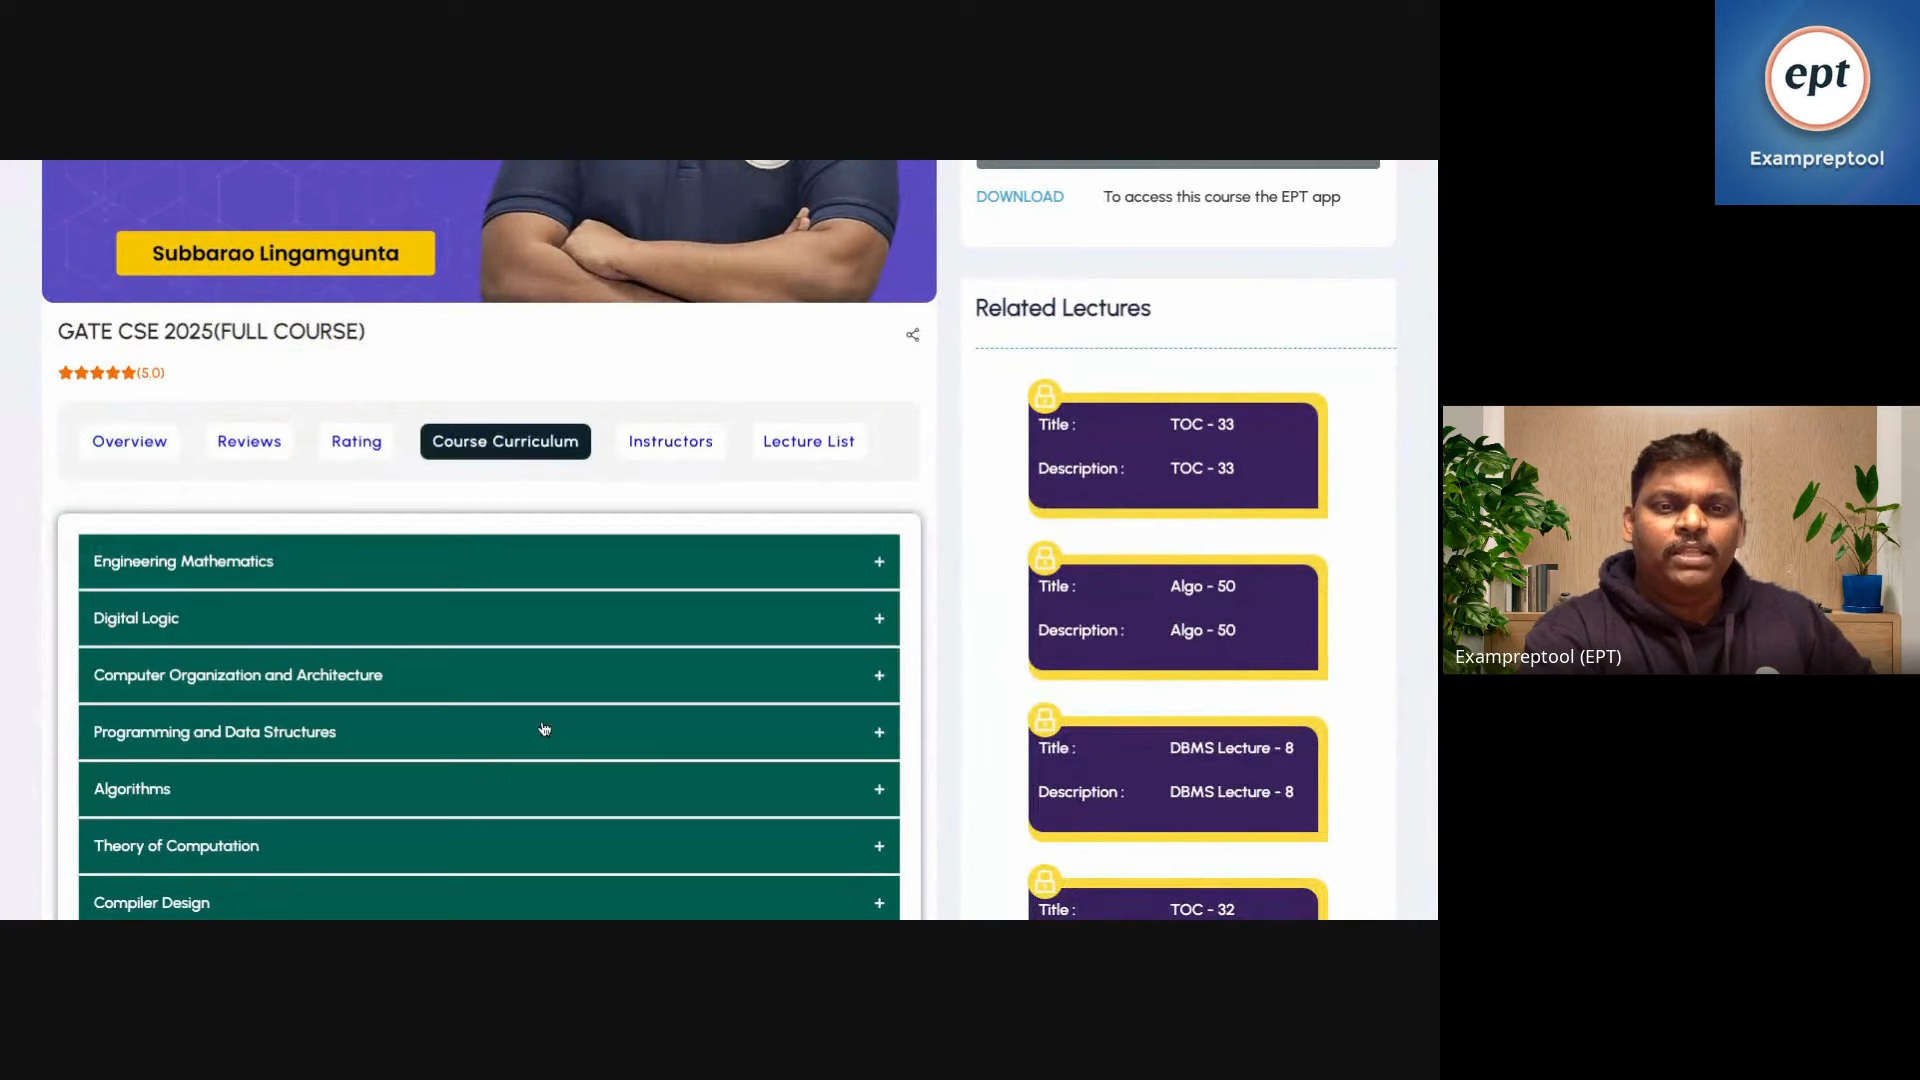 Subbarao Lingamgunta
GATE CSE 2025(FULL COURSE)
(5.0)
Overview
Reviews
Rating
Course Curriculum
Instructors
Lecture List
Engineering Mathematics
+
Digital Logic
+
Computer Organization and Architecture
+
Programming and Data Structures
+
Algorithms
+
Theory of Computation
+
Compiler Design
+
DOWNLOAD
To access this course the EPT app
Related Lectures
Title :
TOC - 33
Description :
TOC - 33
Title :
Algo - 50
Description :
Algo - 50
Title :
DBMS Lecture - 8
Description :
DBMS Lecture - 8
Title :
TOC - 32
ept
Exampreptool
Exampreptool (EPT)